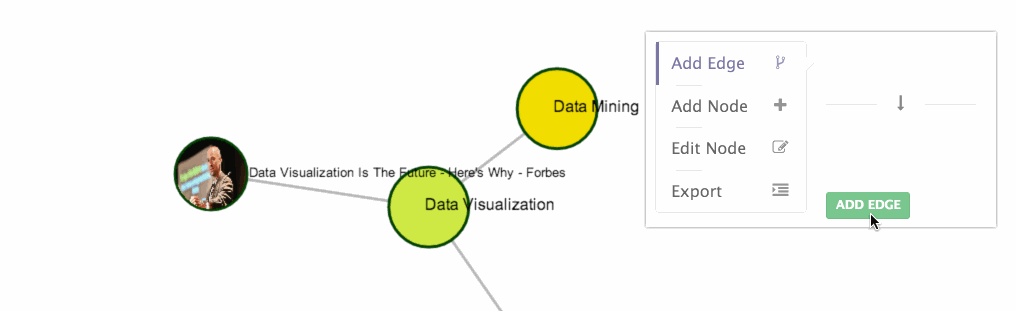 Data Mining
Data Visualization Is The Future - Here's Why - Forbes
Data Visualization
Add Edge
Add Node
Edit Node
Export
ADD EDGE